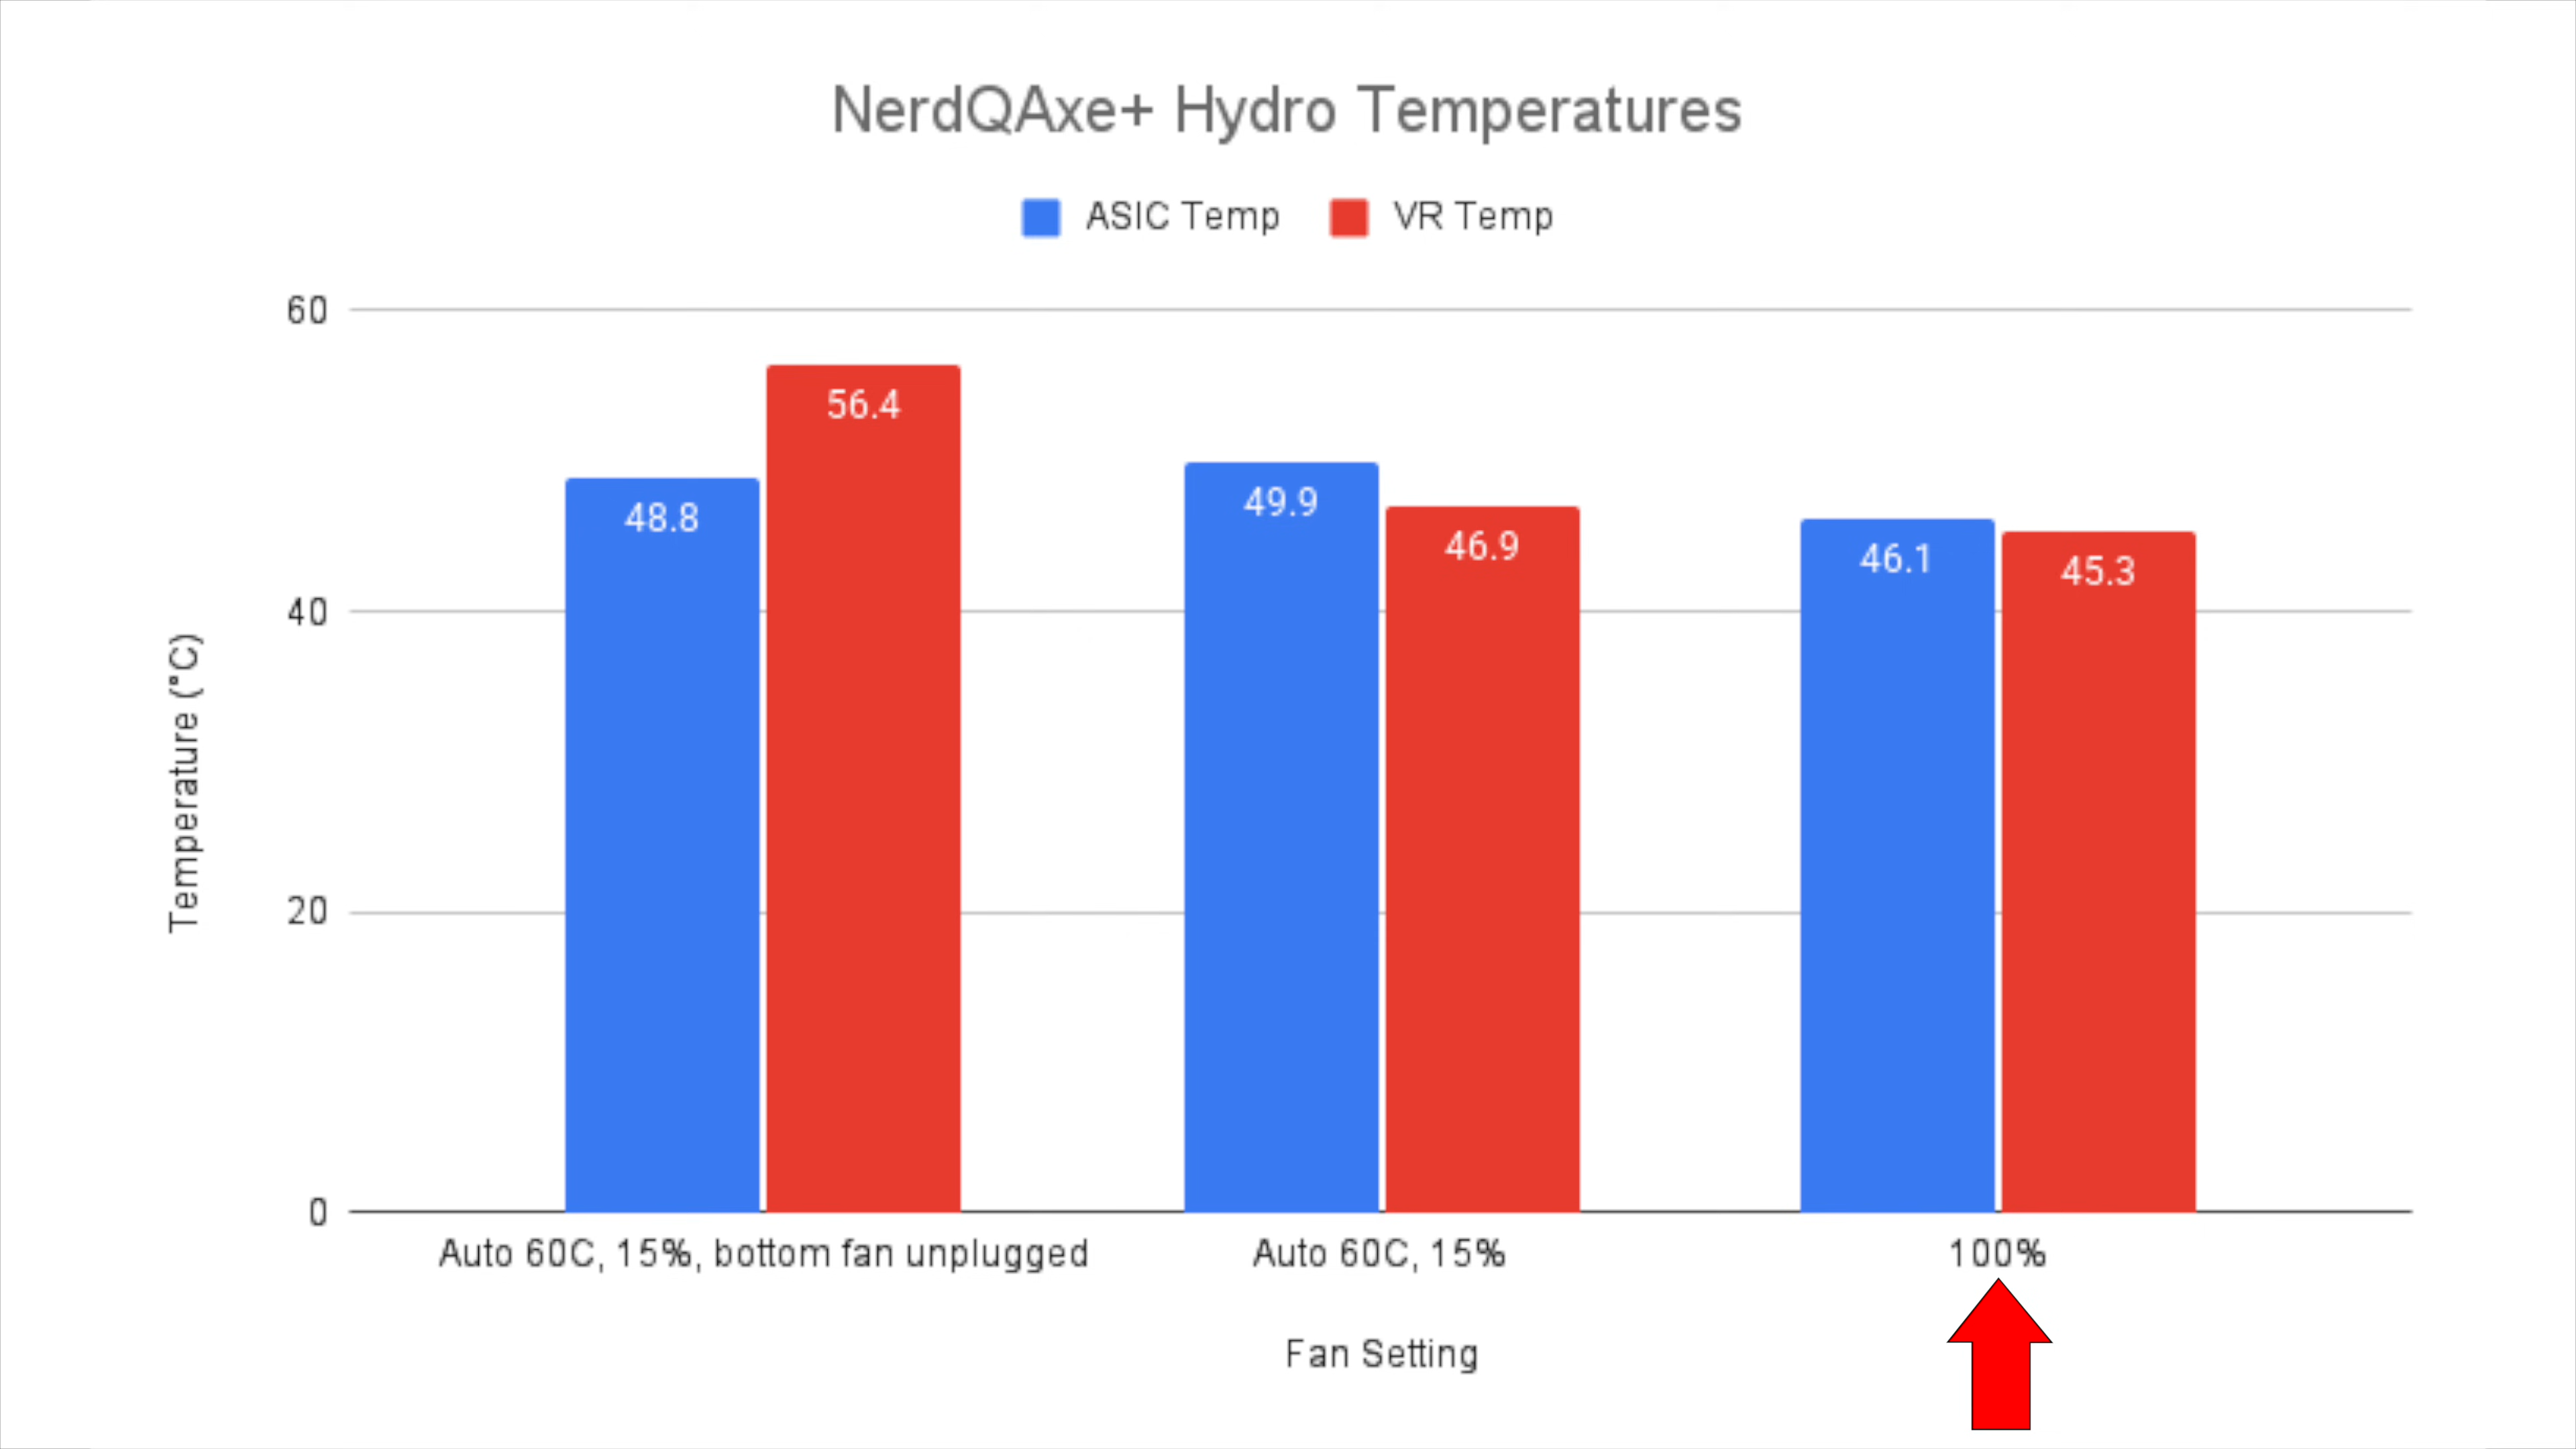 NerdQAxe+ Hydro Temperatures
ASIC Temp
VR Temp
60
40
20
0
Temperature (°C)
48.8
56.4
49.9
46.9
46.1
45.3
Auto 60C, 15%, bottom fan unplugged
Auto 60C, 15%
100%
Fan Setting